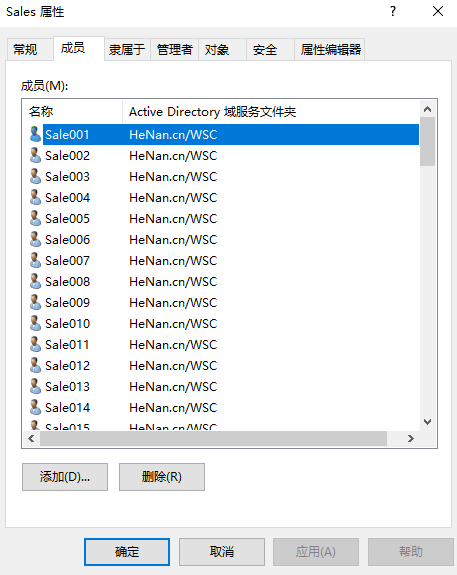 Sales 属性
?
常规 成员 隶属于 管理者 对象 安全 属性编辑器
成员(M):
名称 Active Directory 域服务文件夹
Sale001 HeNan.cn/WSC
Sale002 HeNan.cn/WSC
Sale003 HeNan.cn/WSC
Sale004 HeNan.cn/WSC
Sale005 HeNan.cn/WSC
Sale006 HeNan.cn/WSC
Sale007 HeNan.cn/WSC
Sale008 HeNan.cn/WSC
Sale009 HeNan.cn/WSC
Sale010 HeNan.cn/WSC
Sale011 HeNan.cn/WSC
Sale012 HeNan.cn/WSC
Sale013 HeNan.cn/WSC
Sale014 HeNan.cn/WSC
Sale015 HeNan.cn/WSC
添加(D)... 删除(R)
确定 取消 应用(A) 帮助